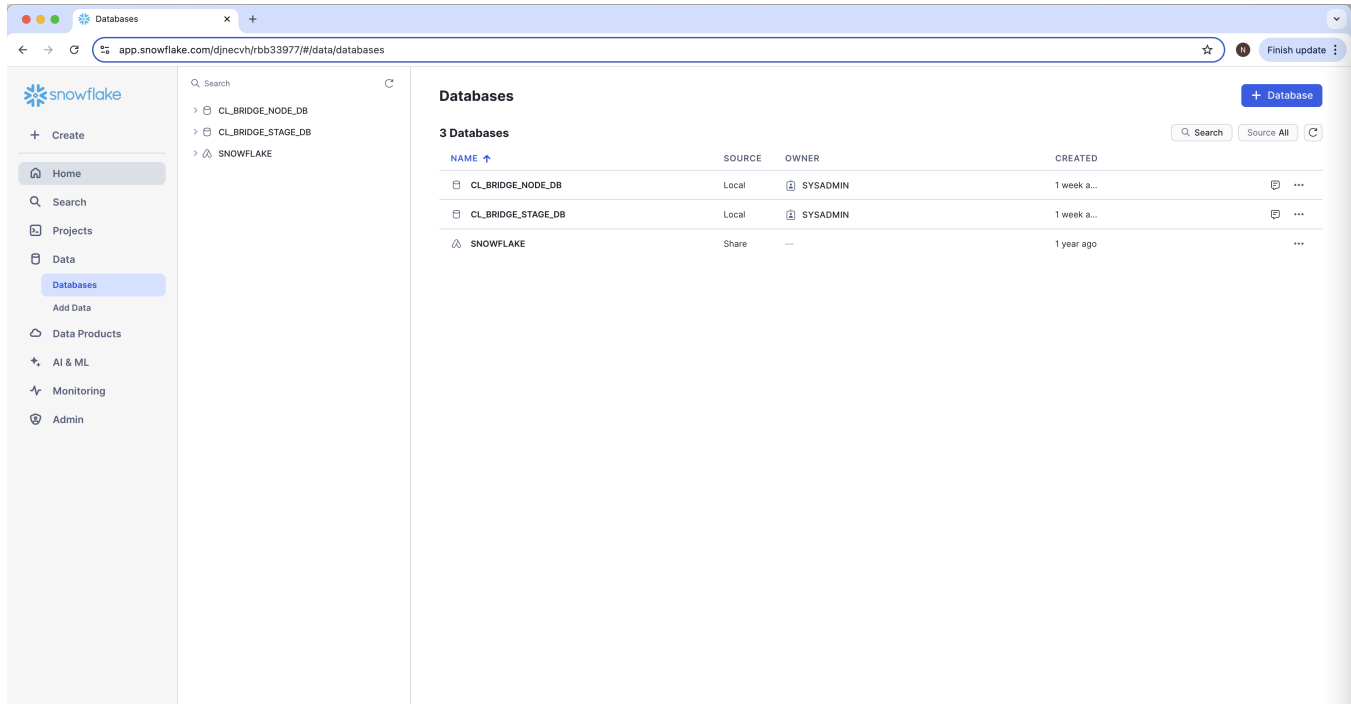 Databases
app.snowflake.com/djnecvh/rbb33977/#/data/databases
N
Finish update
snowflake
Create
Home
Search
Projects
Data
Databases
Add Data
Data Products
AI & ML
Monitoring
Admin
Search
CL_BRIDGE_NODE_DB
CL_BRIDGE_STAGE_DB
SNOWFLAKE
Databases
+ Database
3 Databases
Search
Source All
NAME SOURCE OWNER CREATED
CL_BRIDGE_NODE_DB Local SYSADMIN 1 week a...
CL_BRIDGE_STAGE_DB Local SYSADMIN 1 week a...
SNOWFLAKE Share — 1 year ago